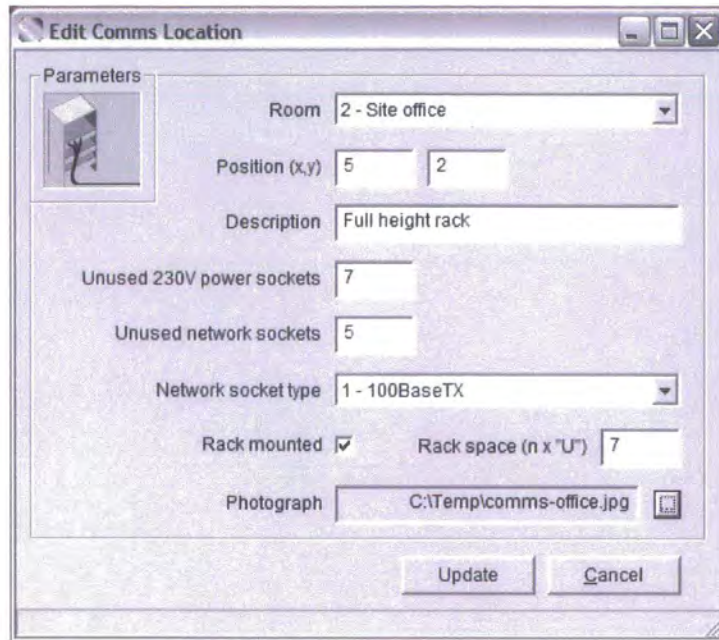 Edit Comms Location
Parameters
Room 2 - Site office
Position (x,y) 5 2
Description Full height rack
Unused 230V power sockets 7
Unused network sockets 5
Network socket type 1 - 100BaseTX
Rack mounted Rack space (n x "U") 7
Photograph C:\Temp\comms-office.jpg
Update Cancel